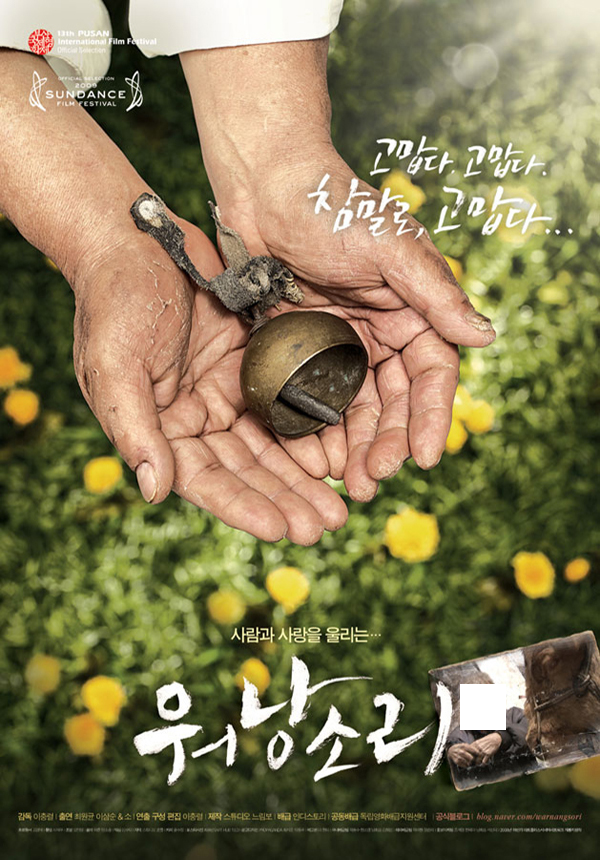 13th PUSAN
International Film Festival
Official Selection
OFFICIAL SELECTION
2009
SUNDANCE
FILM FESTIVAL
고맙다. 고맙다.
참말로, 고맙다...
사람과 사랑을 울리는...
워낭소리
감독 이충렬 | 출연 최원균 이삼순 & 소 | 연출 구성 편집 이충렬 | 제작 스튜디오 느림보 | 배급 인디스토리 | 공동배급 독립영화배급지원센터 | 공식블로그 | blog.naver.com/warnangsori